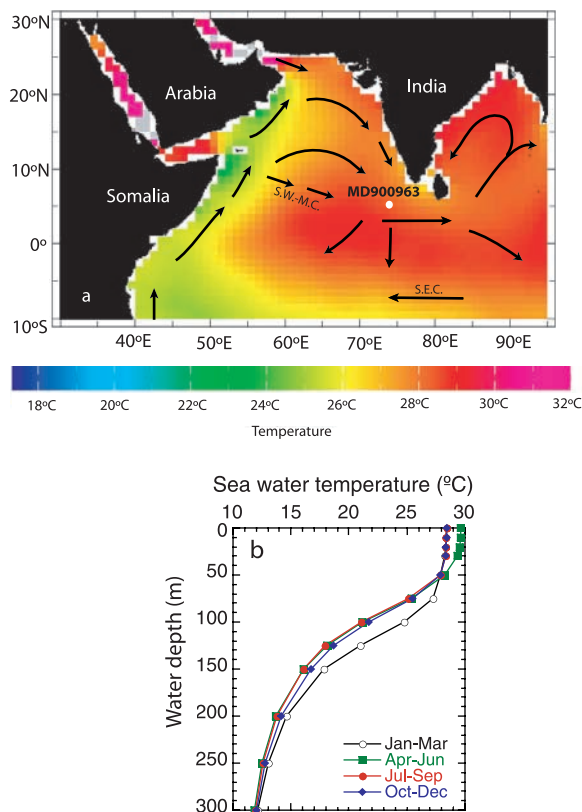 30ºN
Arabia
India
20ºN
10ºN
Somalia
S.W.-M.C.
MD900963
0º
a
S.E.C.
10ºS
40ºE 50ºE 60ºE 70ºE 80ºE 90ºE
18ºC 20ºC 22ºC 24ºC 26ºC 28ºC 30ºC 32ºC
Temperature
Sea water temperature (ºC)
10 15 20 25 30
0
b
50
100
150
200
250
300
Water depth (m)
Jan-Mar
Apr-Jun
Jul-Sep
Oct-Dec